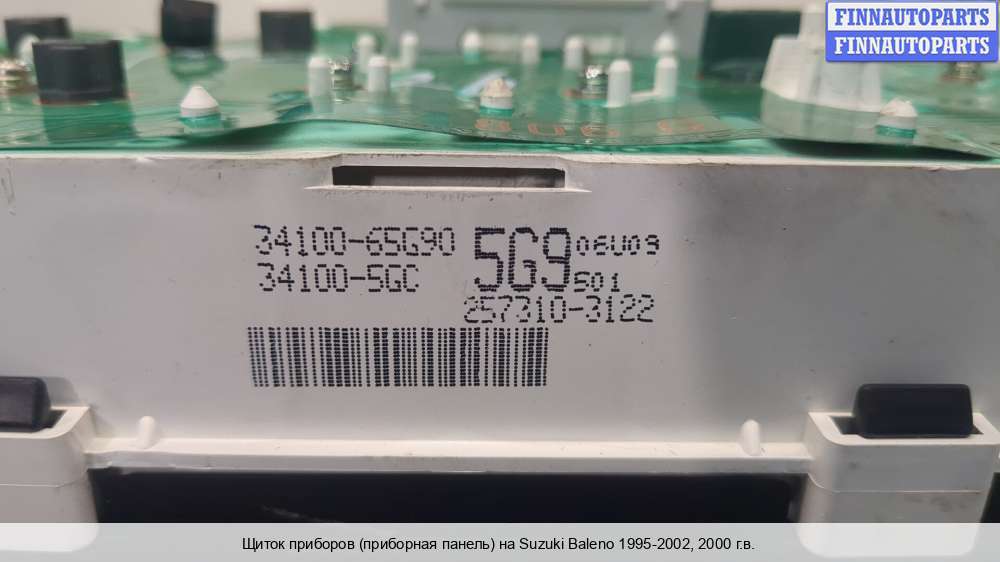 FINNAUTOPARTS
FINNAUTOPARTS
34100-65G90 5G9 06U09
34100-5GC S01
257310-3122
Щиток приборов (приборная панель) на Suzuki Baleno 1995-2002, 2000 г.в.